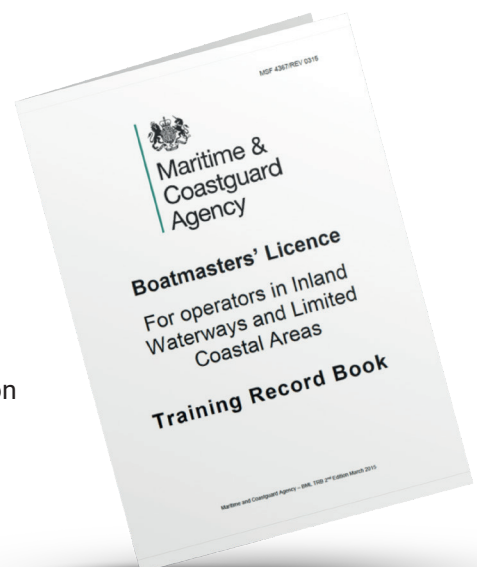 MSF 4367/REV 0315
Maritime &
Coastguard
Agency
Boatmasters' Licence
For operators in Inland
Waterways and Limited
Coastal Areas
on
Training Record Book
Maritime and Coastguard Agency – BML TRB 2nd Edition March 2015